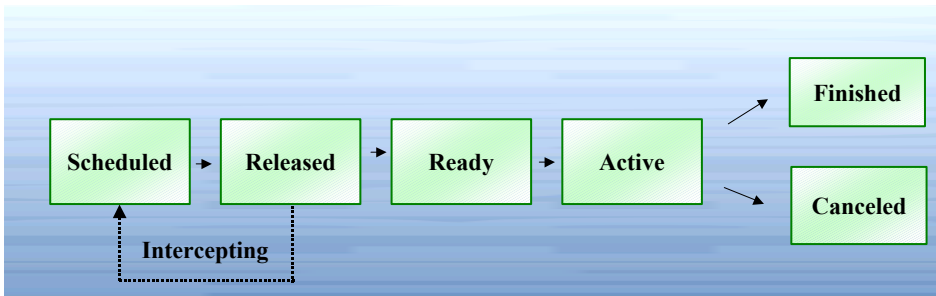 Scheduled
Released
Ready
Active
Finished
Canceled
Intercepting